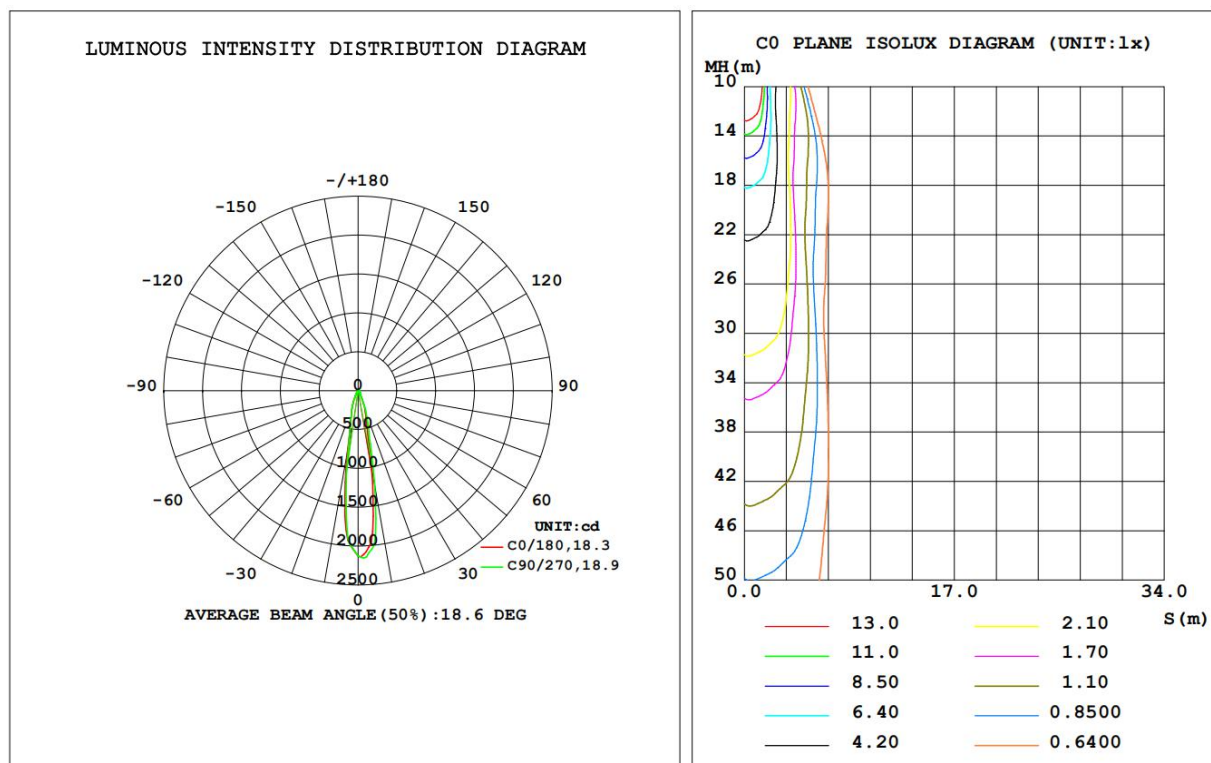 LUMINOUS INTENSITY DISTRIBUTION DIAGRAM
-/+180
-150 150
-120 120
-90 0 90
500
1000
-60 1500 60
2000
-30 2500 30
0
UNIT:cd
C0/180,18.3
C90/270,18.9
AVERAGE BEAM ANGLE(50%):18.6 DEG
C0 PLANE ISOLUX DIAGRAM (UNIT:lx)
MH(m)
10
14
18
22
26
30
34
38
42
46
50
0.0 17.0 34.0
S(m)
13.0 2.10
11.0 1.70
8.50 1.10
6.40 0.8500
4.20 0.6400